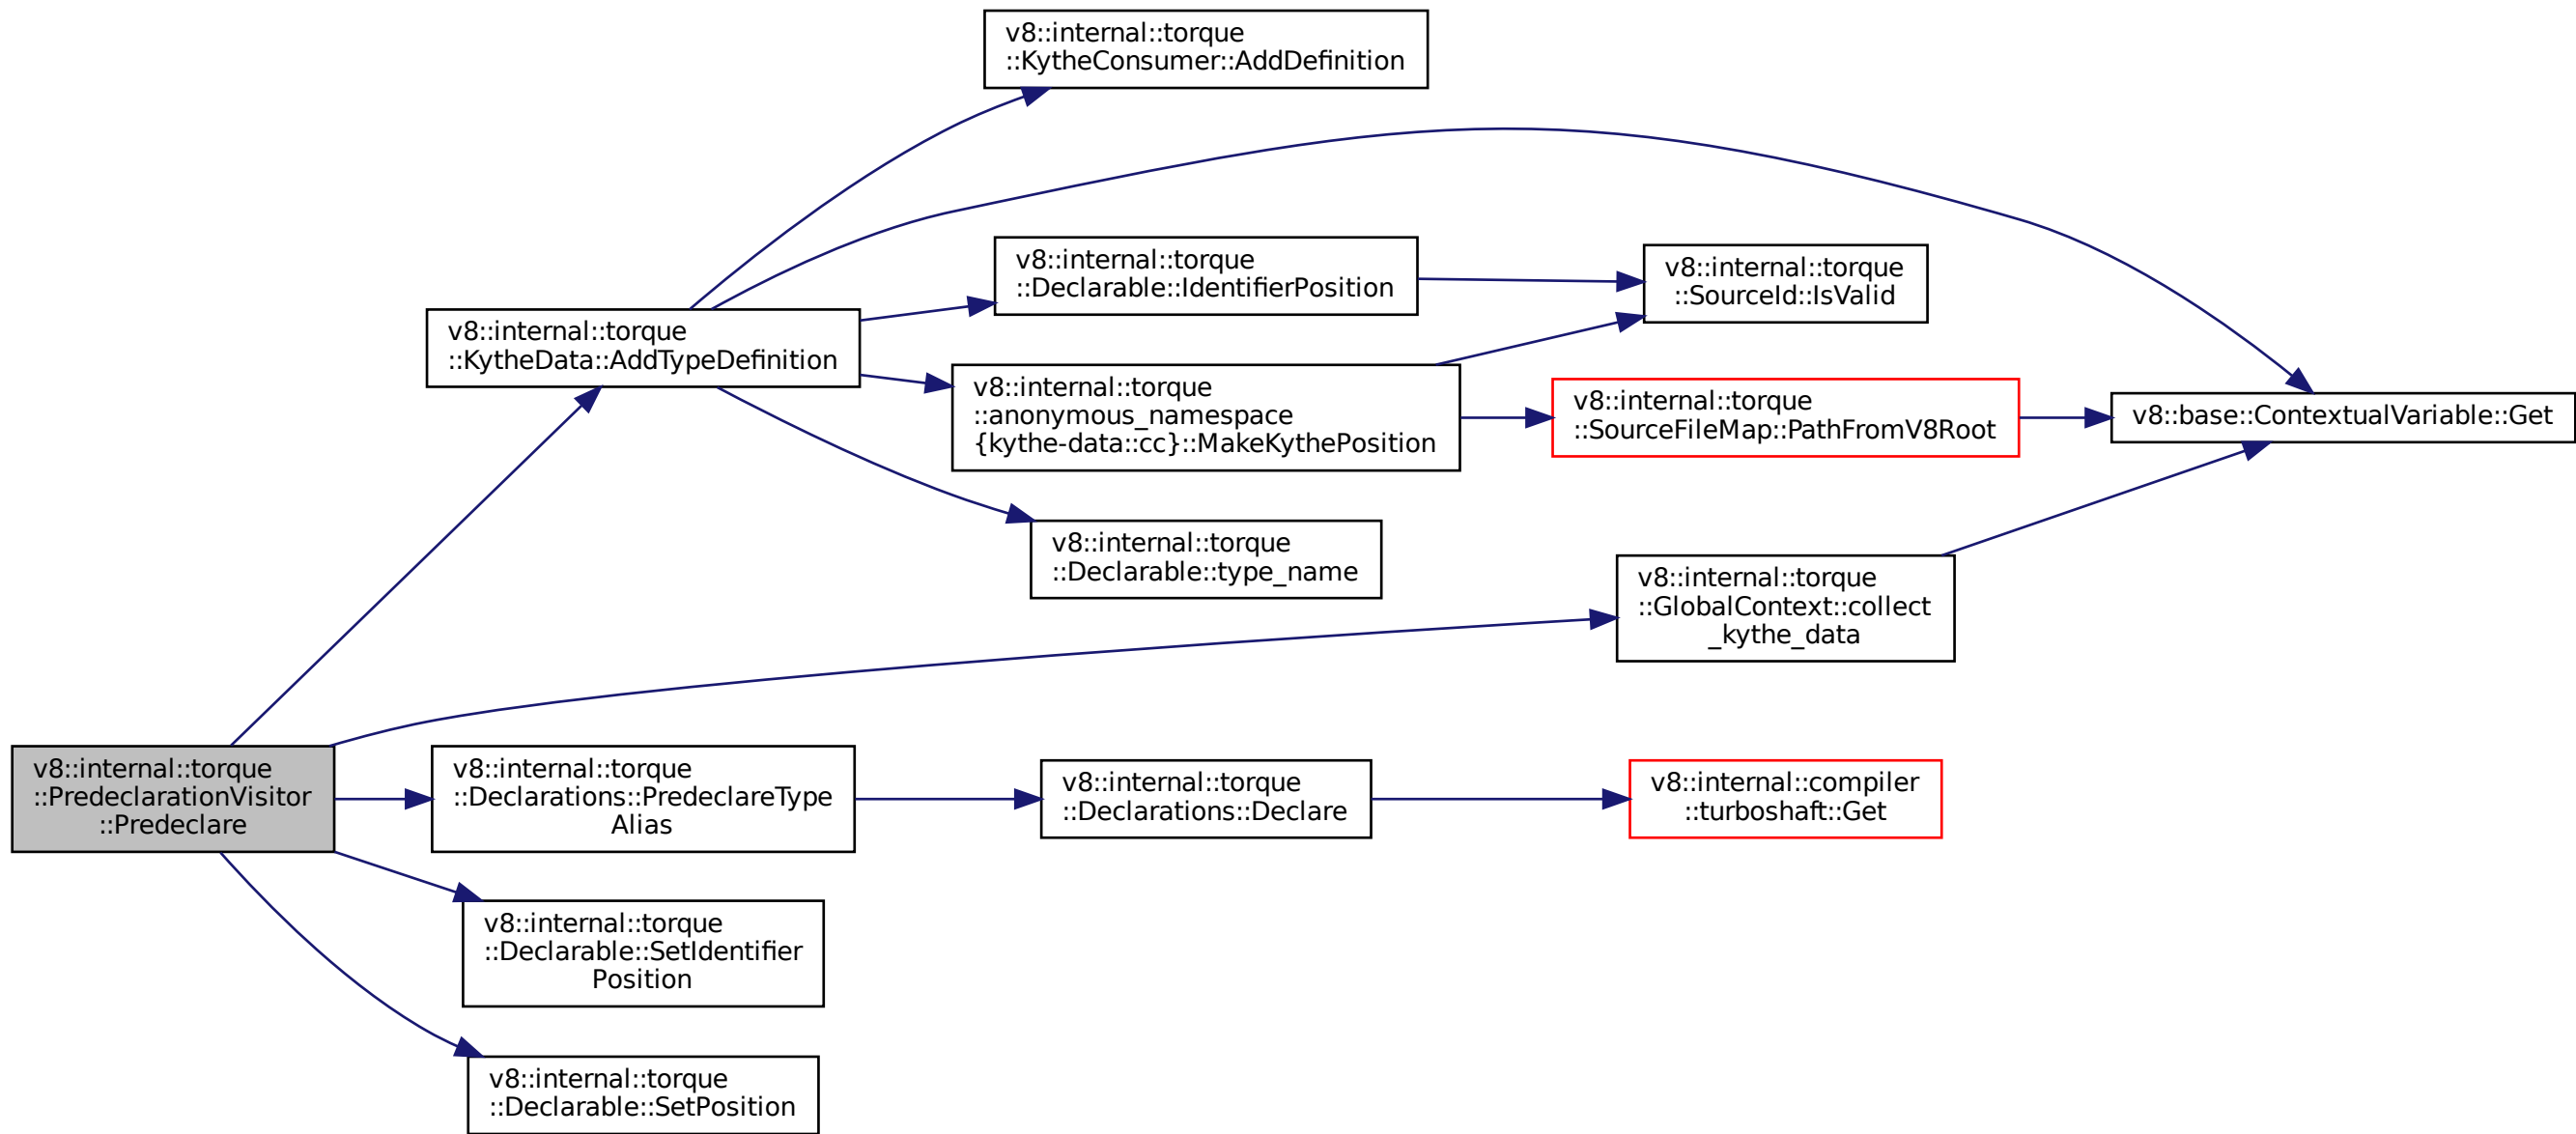 v8::internal::torque
::KytheConsumer::AddDefinition
v8::internal::torque
::Declarable::IdentifierPosition
v8::internal::torque
::SourceId::IsValid
v8::internal::torque
::KytheData::AddTypeDefinition
v8::internal::torque
::anonymous_namespace
{kythe-data::cc}::MakeKythePosition
v8::internal::torque
::SourceFileMap::PathFromV8Root
v8::base::ContextualVariable::Get
v8::internal::torque
::Declarable::type_name
v8::internal::torque
::GlobalContext::collect
_kythe_data
v8::internal::torque
::PredeclarationVisitor
::Predeclare
v8::internal::torque
::Declarations::PredeclareType
Alias
v8::internal::torque
::Declarations::Declare
v8::internal::compiler
::turboshaft::Get
v8::internal::torque
::Declarable::SetIdentifier
Position
v8::internal::torque
::Declarable::SetPosition